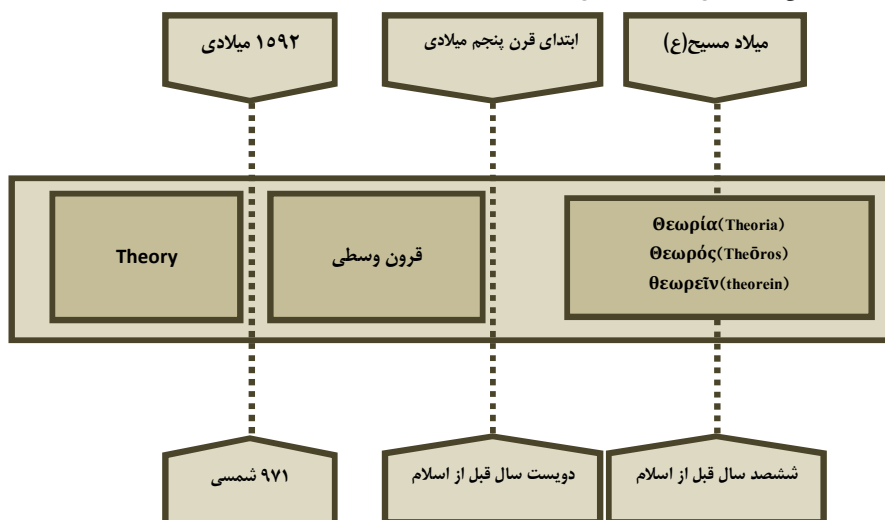 میلاد مسیح(ع)
ابتدای قرن پنجم میلادی
۱۵۹۲ میلادی
Θεωρία(Theoria)
Θεωρός(Theōros)
θεωρεῖν(theorein)
قرون وسطی
Theory
ششصد سال قبل از اسلام
دویست سال قبل از اسلام
۹۷۱ شمسی